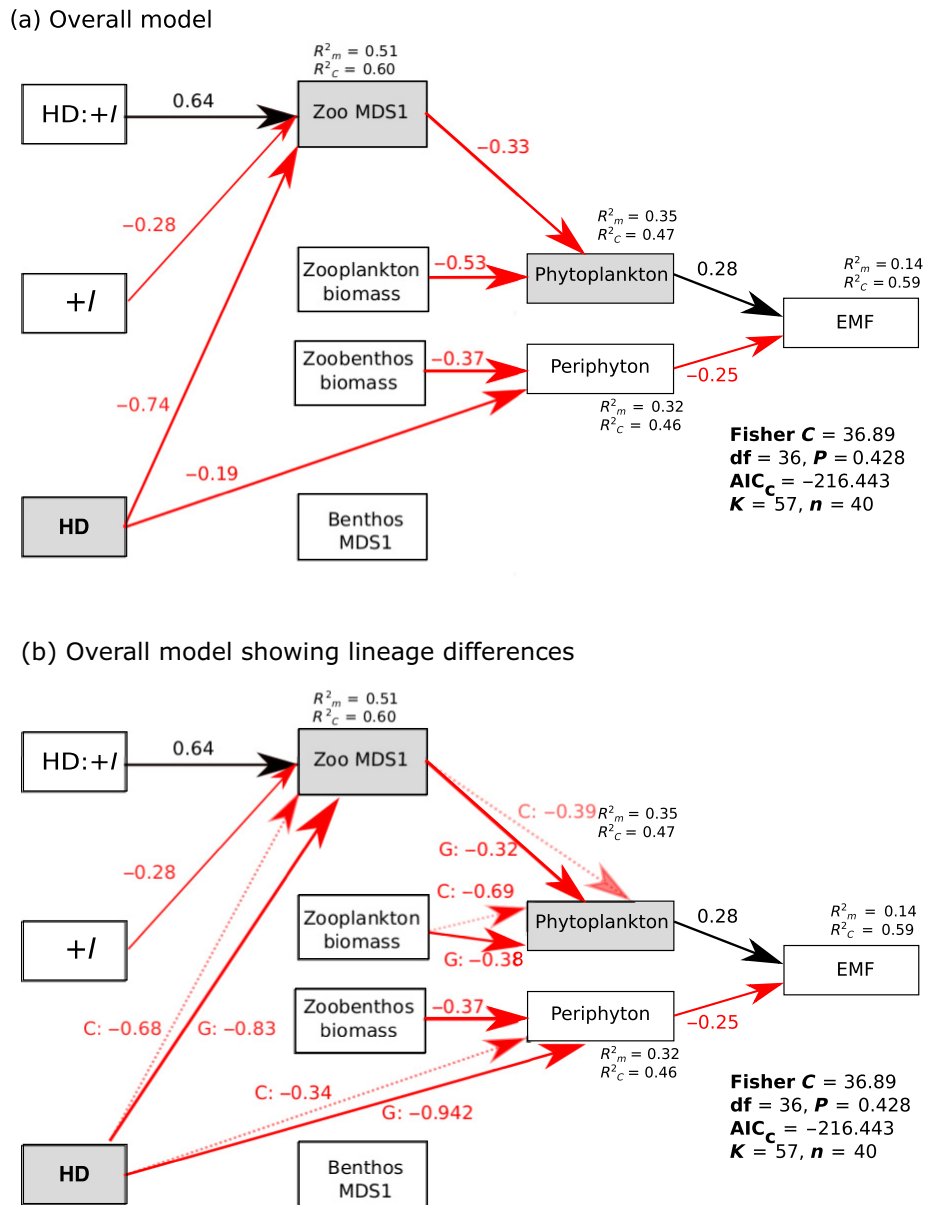 (a) Overall model
R²m = 0.51
R²C = 0.60
HD:+I
0.64
Zoo MDS1
−0.33
−0.28
R²m = 0.35
R²C = 0.47
+I
Zooplankton
biomass
−0.53
Phytoplankton
0.28
R²m = 0.14
R²C = 0.59
EMF
Zoobenthos
biomass
−0.37
Periphyton
−0.25
−0.74
R²m = 0.32
R²C = 0.46
−0.19
Fisher C = 36.89
df = 36, P = 0.428
AICc = −216.443
K = 57, n = 40
HD
Benthos
MDS1
(b) Overall model showing lineage differences
R²m = 0.51
R²C = 0.60
HD:+I
0.64
Zoo MDS1
C: −0.39
R²m = 0.35
R²C = 0.47
G: −0.32
−0.28
C: −0.69
+I
Zooplankton
biomass
G: −0.38
Phytoplankton
0.28
R²m = 0.14
R²C = 0.59
EMF
Zoobenthos
biomass
−0.37
Periphyton
−0.25
C: −0.68
G: −0.83
R²m = 0.32
R²C = 0.46
C: −0.34
G: −0.942
Fisher C = 36.89
df = 36, P = 0.428
AICc = −216.443
K = 57, n = 40
HD
Benthos
MDS1